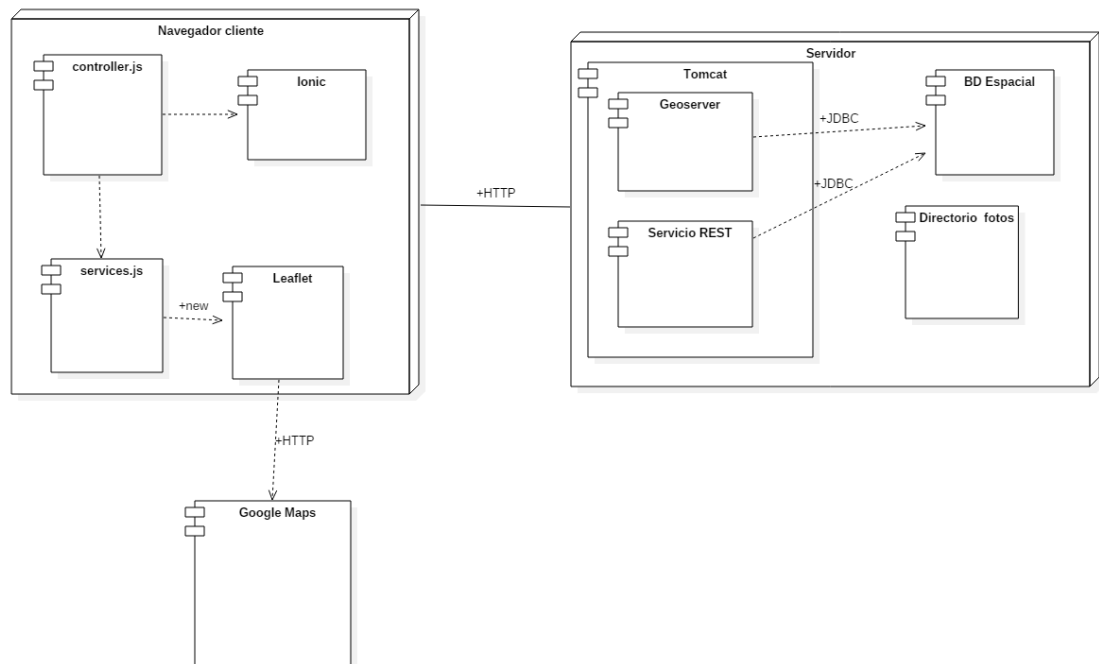 Navegador cliente
controller.js
Ionic
services.js
+new
Leaflet
+HTTP
Google Maps
+HTTP
Servidor
Tomcat
Geoserver
+JDBC
BD Espacial
+JDBC
Servicio REST
Directorio fotos